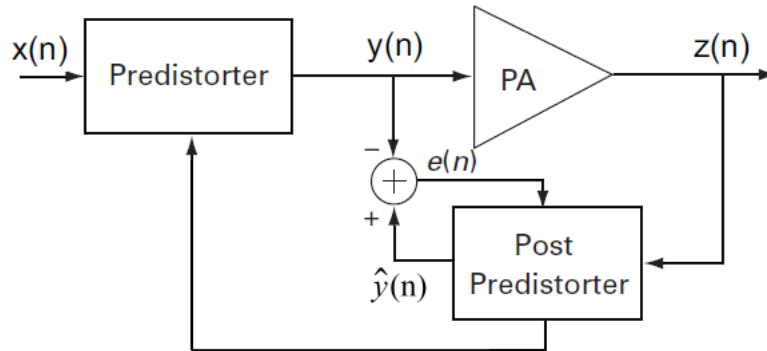 x(n)
Predistorter
y(n)
PA
z(n)
−
e(n)
+
+
ŷ(n)
Post
Predistorter